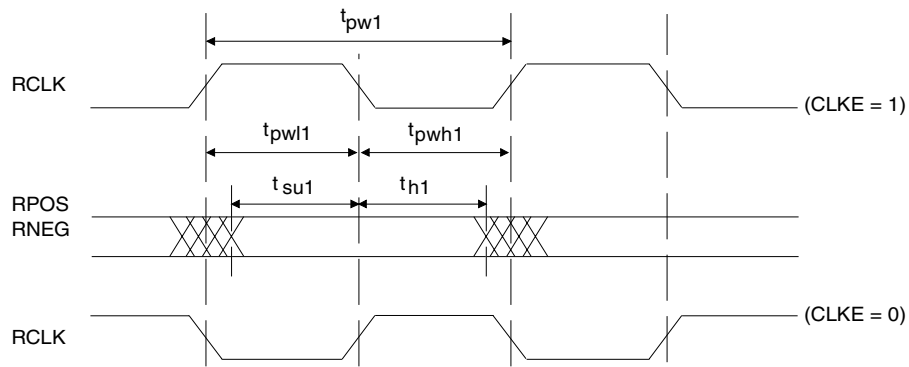 tpw1
RCLK
(CLKE = 1)
tpwl1 tpwh1
tsu1 th1
RPOS
RNEG
RCLK
(CLKE = 0)